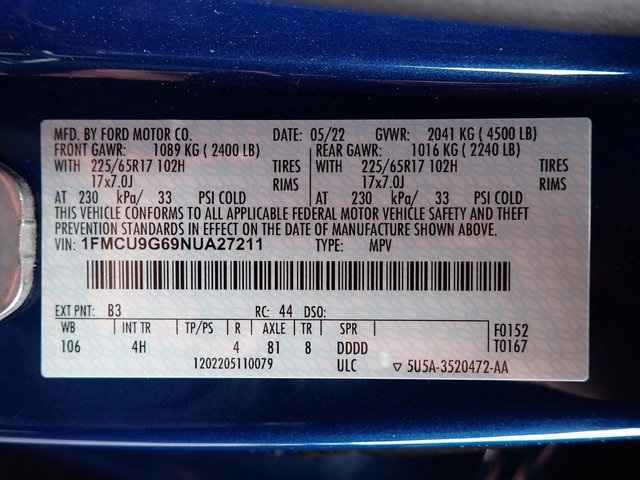 MFD. BY FORD MOTOR CO. DATE: 05/22 GVWR: 2041 KG ( 4500 LB)
FRONT GAWR: 1089 KG ( 2400 LB) REAR GAWR: 1016 KG ( 2240 LB)
WITH 225/65R17 102H TIRES WITH 225/65R17 102H TIRES
17x7.0J RIMS 17x7.0J RIMS
AT 230 kPa/ 33 PSI COLD AT 230 kPa/ 33 PSI COLD
THIS VEHICLE CONFORMS TO ALL APPLICABLE FEDERAL MOTOR VEHICLE SAFETY AND THEFT
PREVENTION STANDARDS IN EFFECT ON THE DATE OF MANUFACTURE SHOWN ABOVE.
VIN: 1FMCU9G69NUA27211 TYPE: MPV
EXT PNT: B3 RC: 44 DSO:
WB INT TR TP/PS R AXLE TR SPR F0152
106 4H 4 81 8 DDDD T0167
1202205110079 ULC ▽ 5U5A-3520472-AA